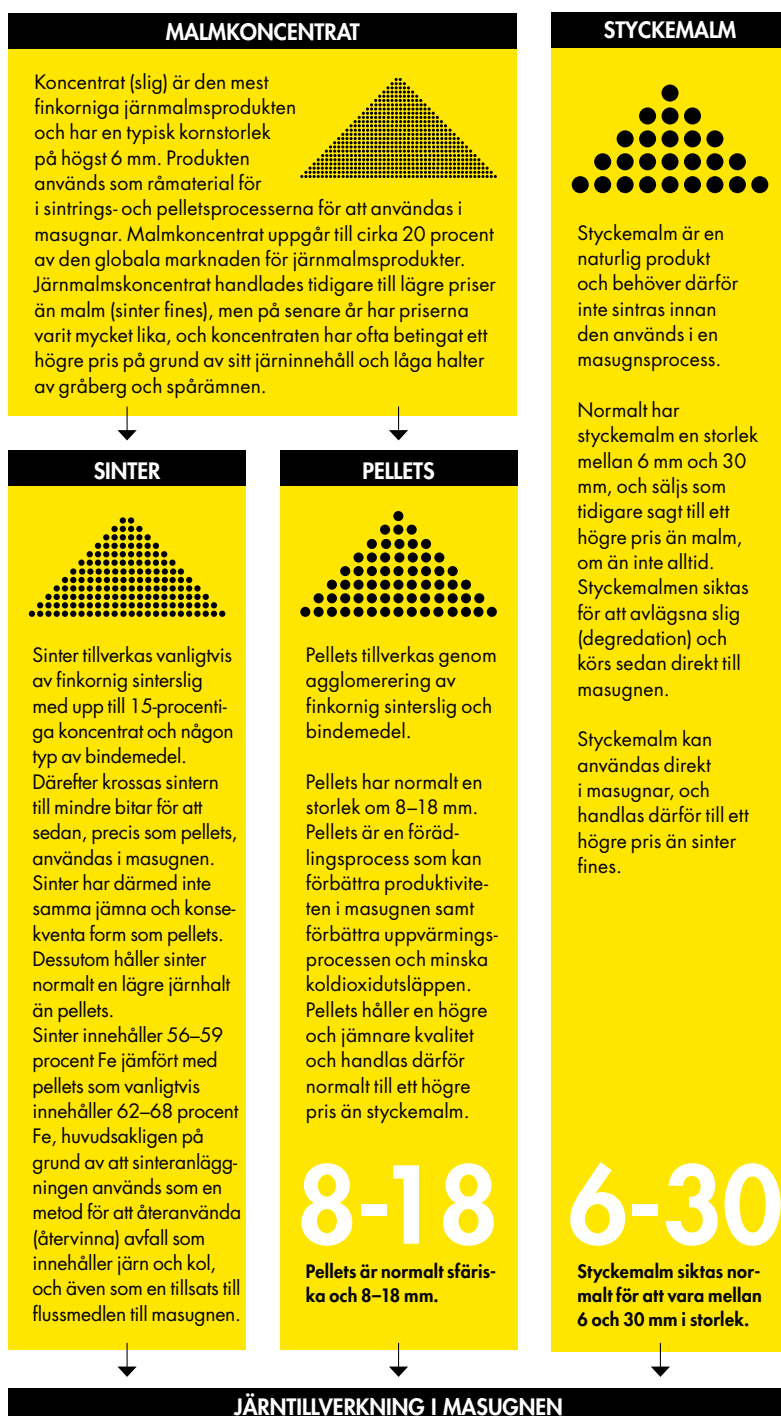 MALMKONCENTRAT
Koncentrat (slig) är den mest
finkorniga järnmalmsprodukten
och har en typisk kornstorlek
på högst 6 mm. Produkten
används som råmaterial för
i sintrings- och pelletsprocesserna för att användas i
masugnar. Malmkoncentrat uppgår till cirka 20 procent
av den globala marknaden för järnmalmsprodukter.
Järnmalmskoncentrat handlades tidigare till lägre priser
än malm (sinter fines), men på senare år har priserna
varit mycket lika, och koncentraten har ofta betingat ett
högre pris på grund av sitt järninnehåll och låga halter
av gråberg och spårämnen.
SINTER
Sinter tillverkas vanligtvis
av finkornig sinterslig
med upp till 15-procenti-
ga koncentrat och någon
typ av bindemedel.
Därefter krossas sintern
till mindre bitar för att
sedan, precis som pellets,
användas i masugnen.
Sinter har därmed inte
samma jämna och konse-
kventa form som pellets.
Dessutom håller sinter
normalt en lägre järnhalt
än pellets.
Sinter innehåller 56–59
procent Fe jämfört med
pellets som vanligtvis
innehåller 62–68 procent
Fe, huvudsakligen på
grund av att sinteranlägg-
ningen används som en
metod för att återanvända
(återvinna) avfall som
innehåller järn och kol,
och även som en tillsats till
flussmedlen till masugnen.
PELLETS
Pellets tillverkas genom
agglomerering av
finkornig sinterslig och
bindemedel.
Pellets har normalt en
storlek om 8–18 mm.
Pellets är en föräd-
lingsprocess som kan
förbättra produktivite-
ten i masugnen samt
förbättra uppvärmings-
processen och minska
koldioxidutsläppen.
Pellets håller en högre
och jämnare kvalitet
och handlas därför
normalt till ett högre
pris än styckemalm.
8-18
Pellets är normalt sfäris-
ka och 8–18 mm.
STYCKEMALM
Styckemalm är en
naturlig produkt
och behöver därför
inte sintras innan
den används i en
masugnsprocess.
Normalt har
styckemalm en storlek
mellan 6 mm och 30
mm, och säljs som
tidigare sagt till ett
högre pris än malm,
om än inte alltid.
Styckemalmen siktas
för att avlägsna slig
(degredation) och
körs sedan direkt till
masugnen.
Styckemalm kan
användas direkt
i masugnar, och
handlas därför till ett
högre pris än sinter
fines.
6-30
Styckemalm siktas nor-
malt för att vara mellan
6 och 30 mm i storlek.
JÄRNTILLVERKNING I MASUGNEN